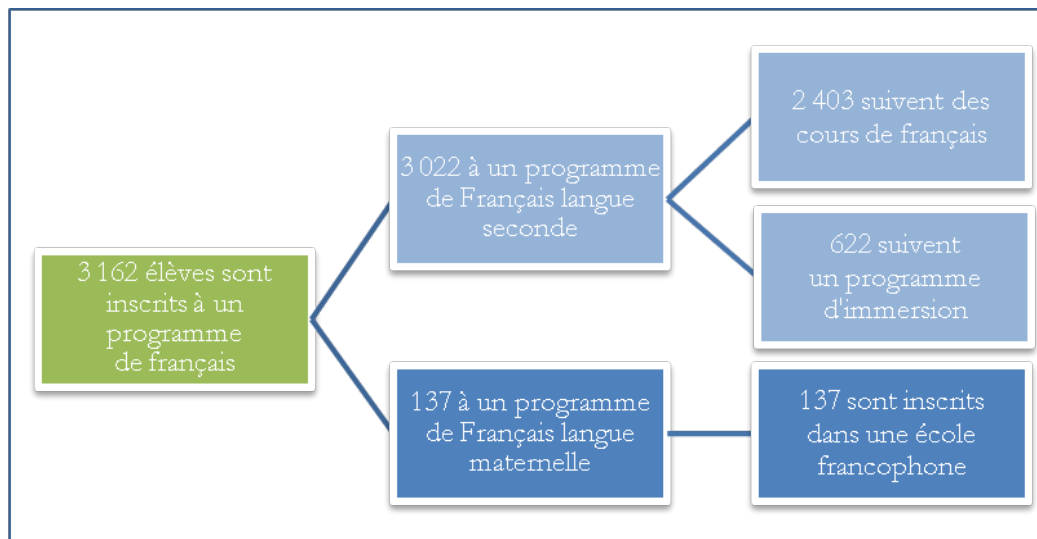 3 162 élèves sont
inscrits à un
programme
de français
3 022 à un programme
de Français langue
seconde
2 403 suivent des
cours de français
622 suivent
un programme
d'immersion
137 à un programme
de Français langue
maternelle
137 sont inscrits
dans une école
francophone